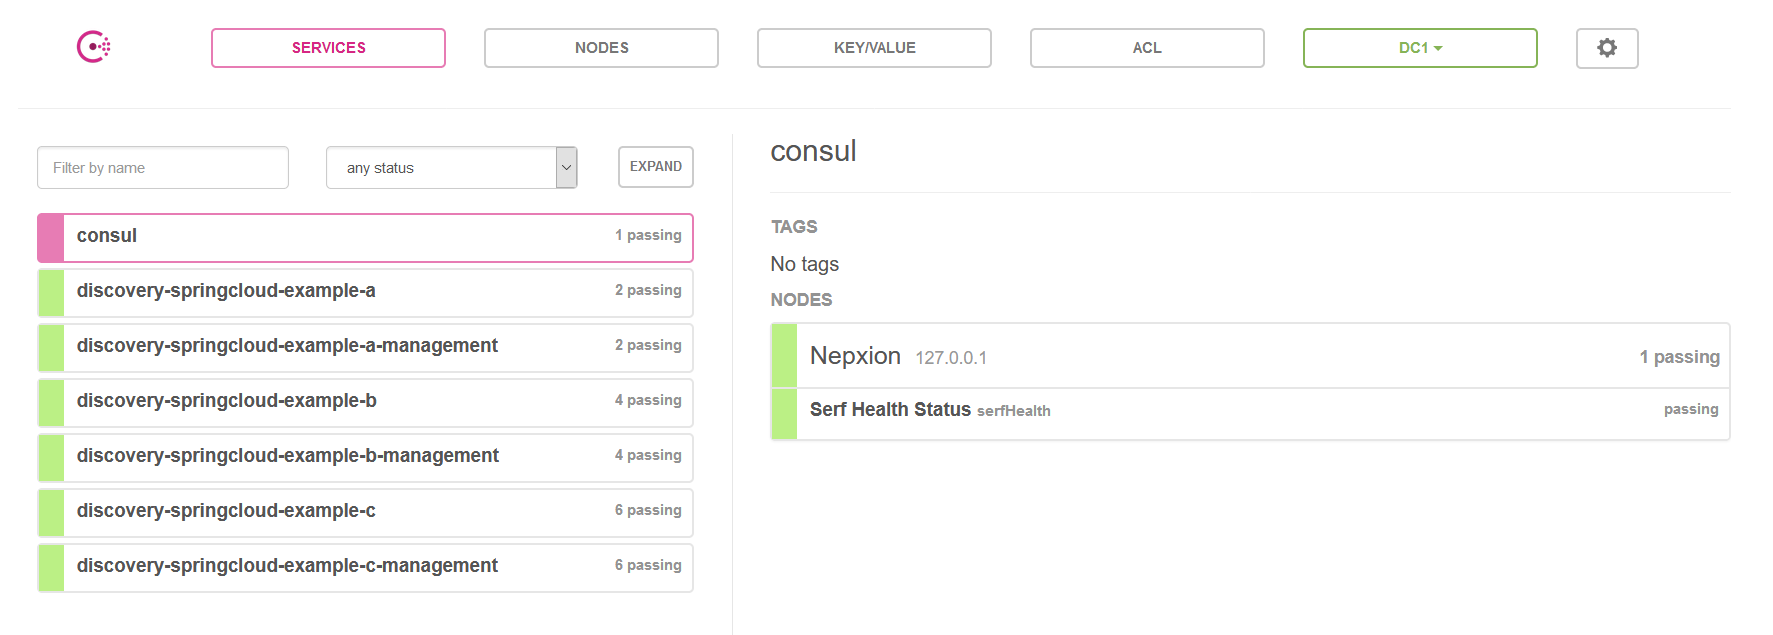 SERVICES NODES KEY/VALUE ACL DC1
Filter by name any status EXPAND
consul 1 passing
discovery-springcloud-example-a 2 passing
discovery-springcloud-example-a-management 2 passing
discovery-springcloud-example-b 4 passing
discovery-springcloud-example-b-management 4 passing
discovery-springcloud-example-c 6 passing
discovery-springcloud-example-c-management 6 passing
consul
TAGS
No tags
NODES
Nepxion 127.0.0.1 1 passing
Serf Health Status serfHealth passing